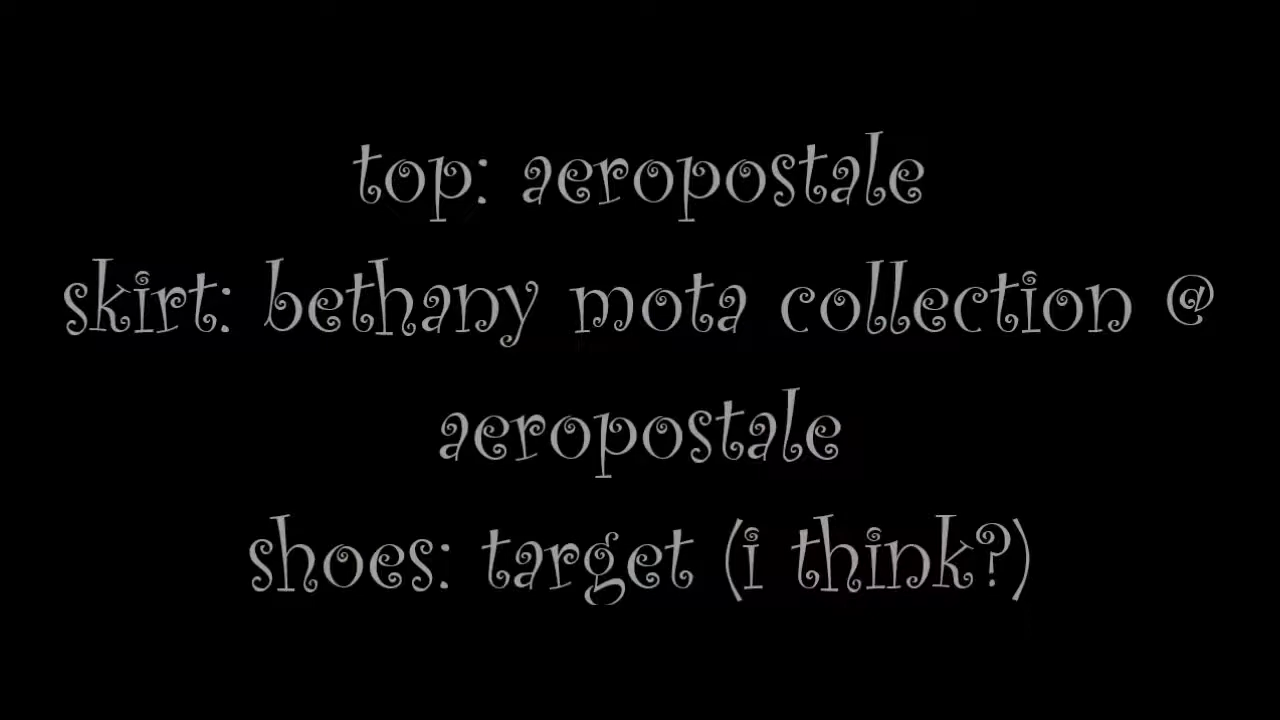 top: aeropostale
skirt: bethany mota collection @
aeropostale
shoes: target (i think?)